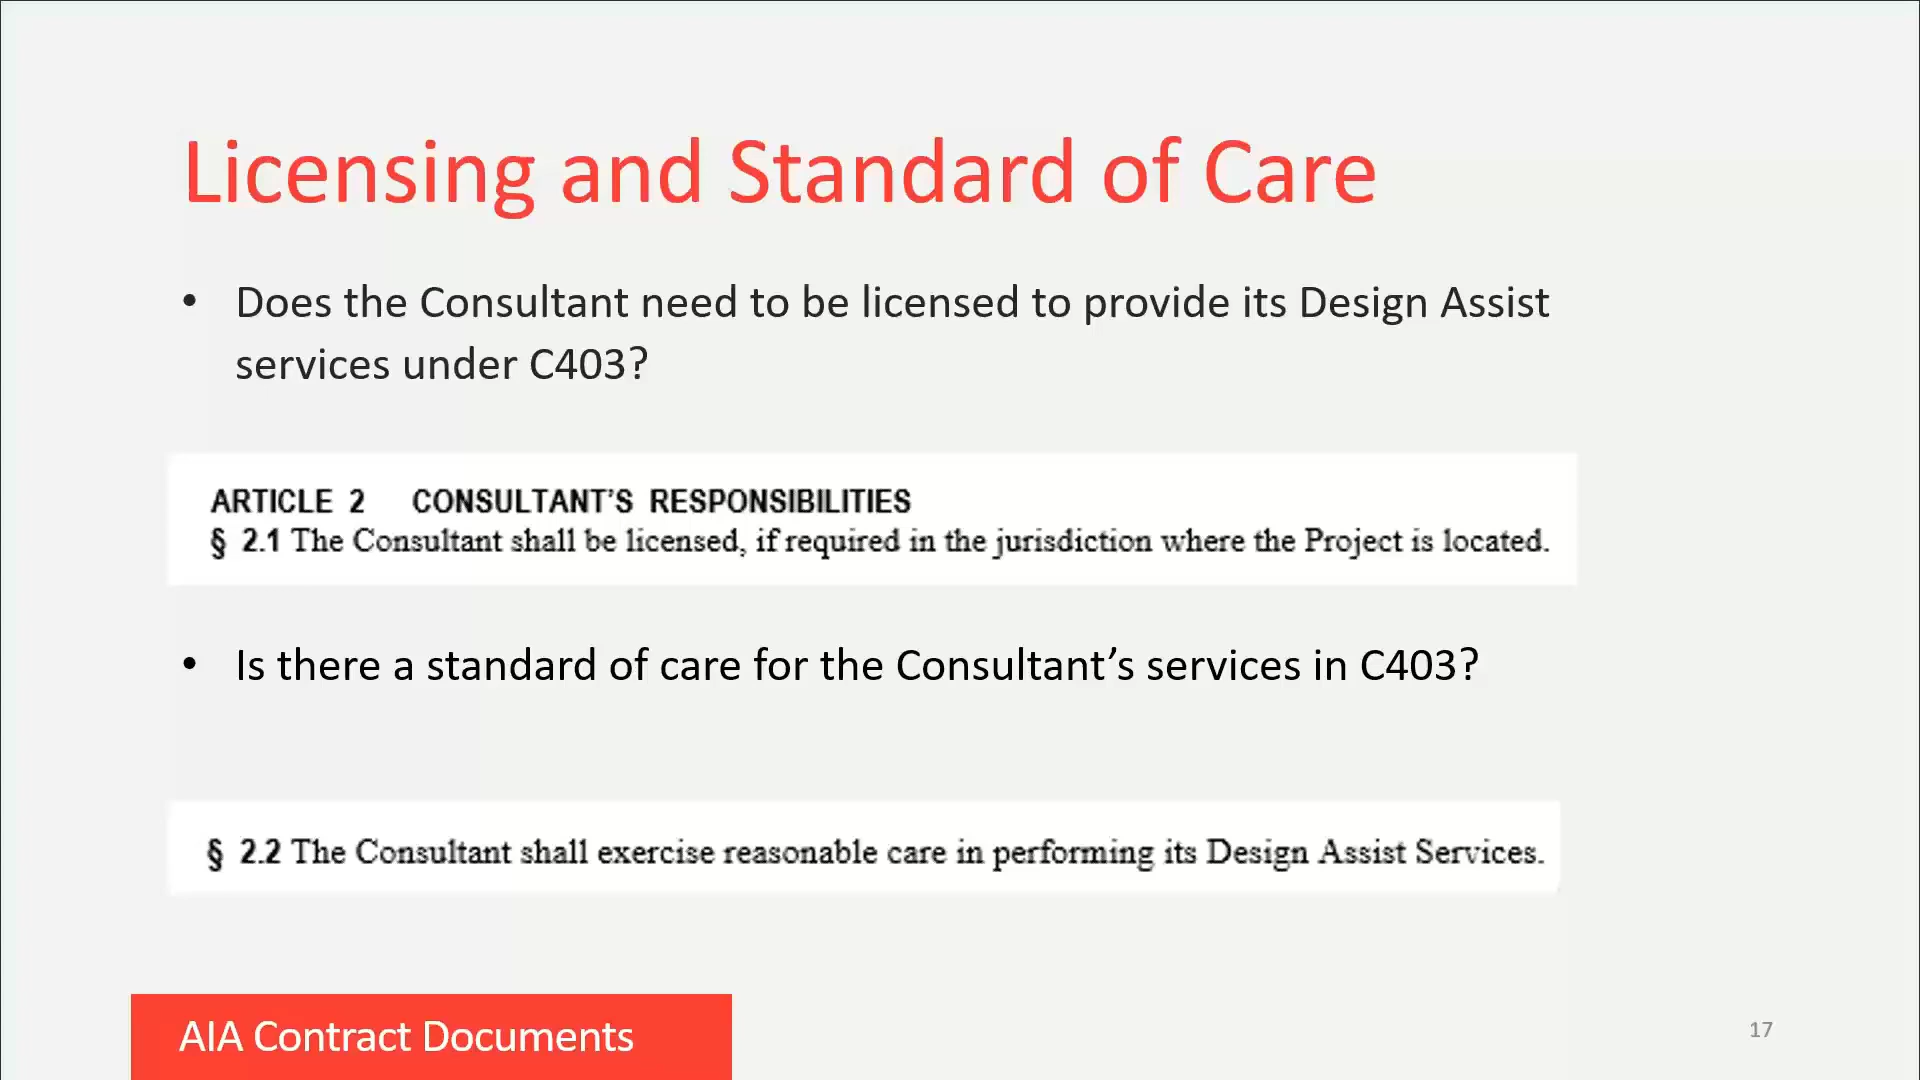 Licensing and Standard of Care
• Does the Consultant need to be licensed to provide its Design Assist
services under C403?
ARTICLE 2 CONSULTANT'S RESPONSIBILITIES
§ 2.1 The Consultant shall be licensed, if required in the jurisdiction where the Project is located.
• Is there a standard of care for the Consultant’s services in C403?
§ 2.2 The Consultant shall exercise reasonable care in performing its Design Assist Services.
AIA Contract Documents
17